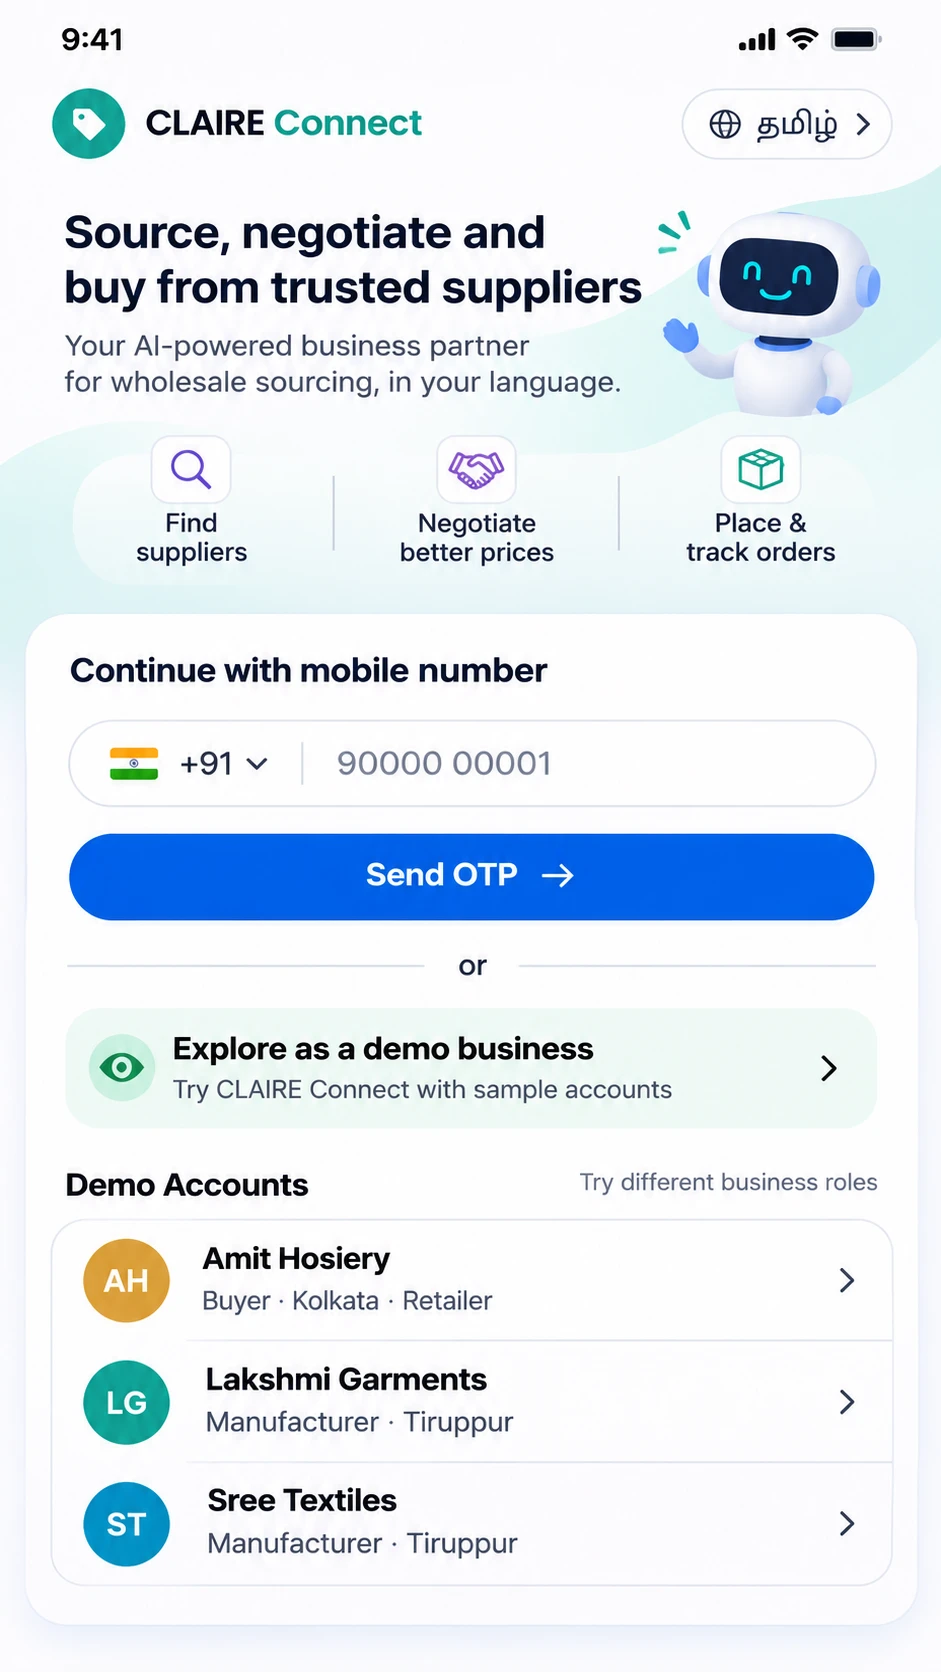 9:41
CLAIRE Connect
தமிழ்
Source, negotiate and
buy from trusted suppliers
Your AI-powered business partner
for wholesale sourcing, in your language.
Find
suppliers
Negotiate
better prices
Place &
track orders
Continue with mobile number
+91
90000 00001
Send OTP
or
Explore as a demo business
Try CLAIRE Connect with sample accounts
Demo Accounts
Try different business roles
AH
Amit Hosiery
Buyer · Kolkata · Retailer
LG
Lakshmi Garments
Manufacturer · Tiruppur
ST
Sree Textiles
Manufacturer · Tiruppur